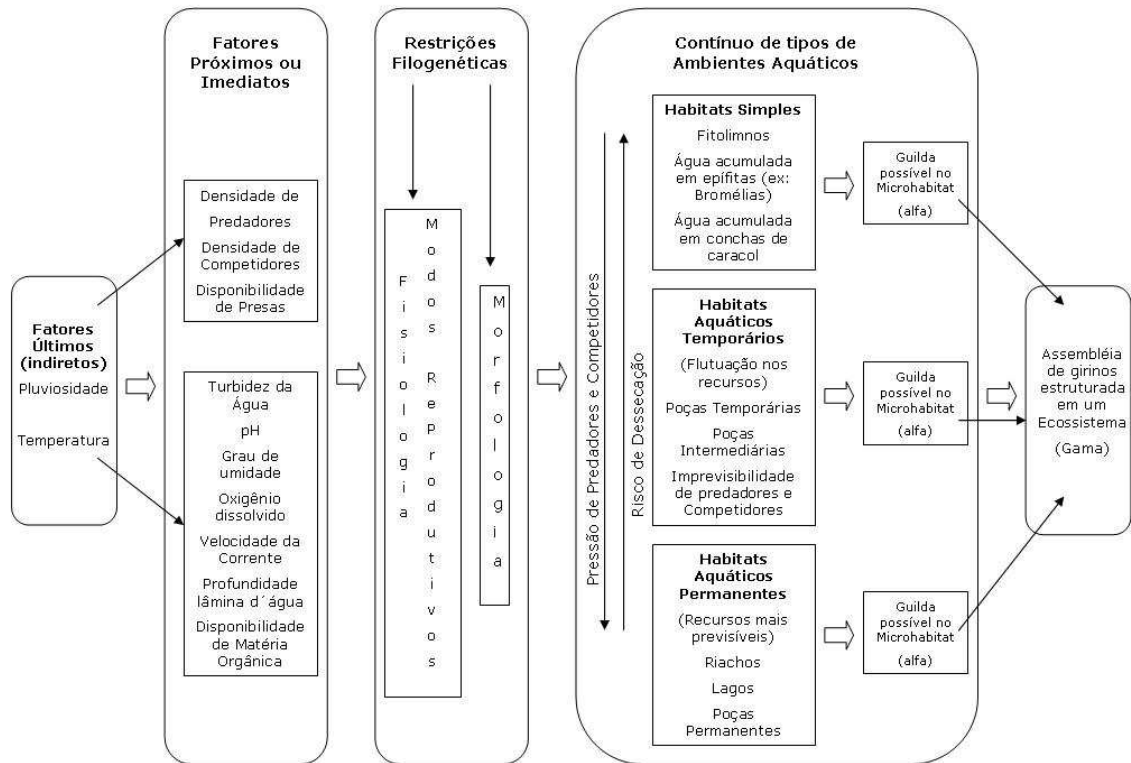 Fatores
Últimos
(indiretos)
Pluviosidade
Temperatura
Fatores
Próximos ou
Imediatos
Densidade de
Predadores
Densidade de
Competidores
Disponibilidade
de Presas
Turbidez da
Água
pH
Grau de
umidade
Oxigênio
dissolvido
Velocidade da
Corrente
Profundidade
lâmina d´água
Disponibilidade
de Matéria
Orgânica
Restrições
Filogenéticas
Fisiologia
Modos Reprodutivos
Morfologia
Contínuo de tipos de
Ambientes Aquáticos
Pressão de Predadores e Competidores
Risco de Dessecação
Habitats Simples
Fitolimnos
Água acumulada
em epífitas (ex:
Bromélias)
Água acumulada
em conchas de
caracol
Guilda
possível no
Microhabitat
(alfa)
Habitats
Aquáticos
Temporários
(Flutuação nos
recursos)
Poças Temporárias
Poças
Intermediárias
Imprevisibilidade
de predadores e
Competidores
Guilda
possível no
Microhabitat
(alfa)
Habitats
Aquáticos
Permanentes
(Recursos mais
previsíveis)
Riachos
Lagos
Poças
Permanentes
Guilda
possível no
Microhabitat
(alfa)
Assembléia
de girinos
estruturada
em um
Ecossistema
(Gama)